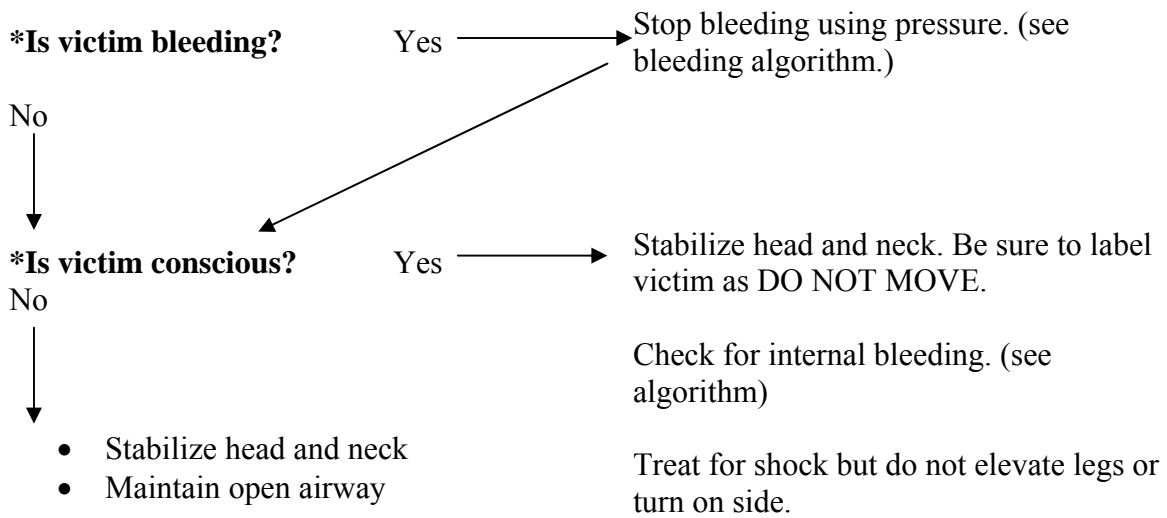 *Is victim bleeding? Yes Stop bleeding using pressure. (see
bleeding algorithm.)
No
*Is victim conscious? Yes Stabilize head and neck. Be sure to label
victim as DO NOT MOVE.
No
Check for internal bleeding. (see
algorithm)
Treat for shock but do not elevate legs or
turn on side.
• Stabilize head and neck
• Maintain open airway